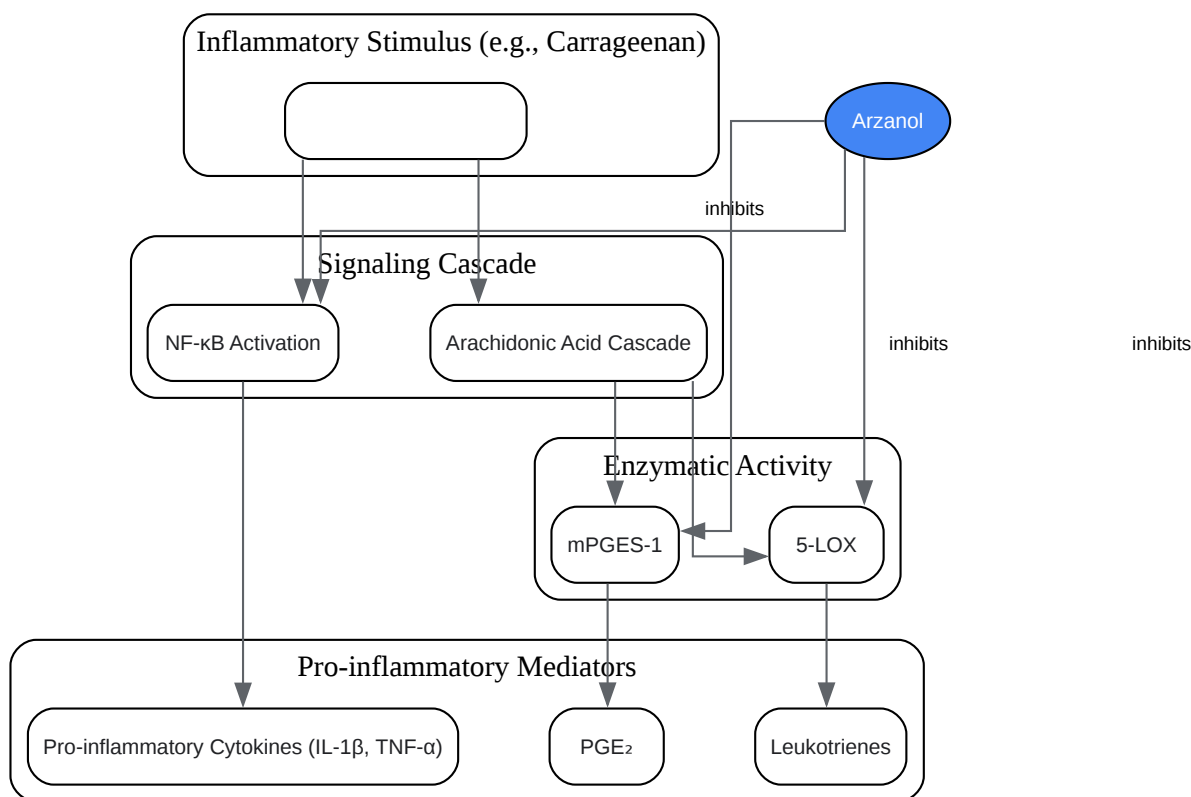 Inflammatory Stimulus (e.g., Carrageenan)
Arzanol
inhibits
Signaling Cascade
NF-κB Activation
Arachidonic Acid Cascade
inhibits
inhibits
Enzymatic Activity
mPGES-1
5-LOX
Pro-inflammatory Mediators
Pro-inflammatory Cytokines (IL-1β, TNF-α)
PGE₂
Leukotrienes